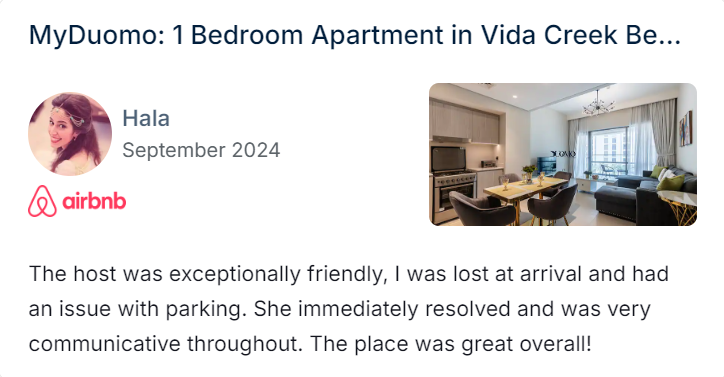 MyDuomo: 1 Bedroom Apartment in Vida Creek Be...
Hala
September 2024
airbnb
The host was exceptionally friendly, I was lost at arrival and had
an issue with parking. She immediately resolved and was very
communicative throughout. The place was great overall!